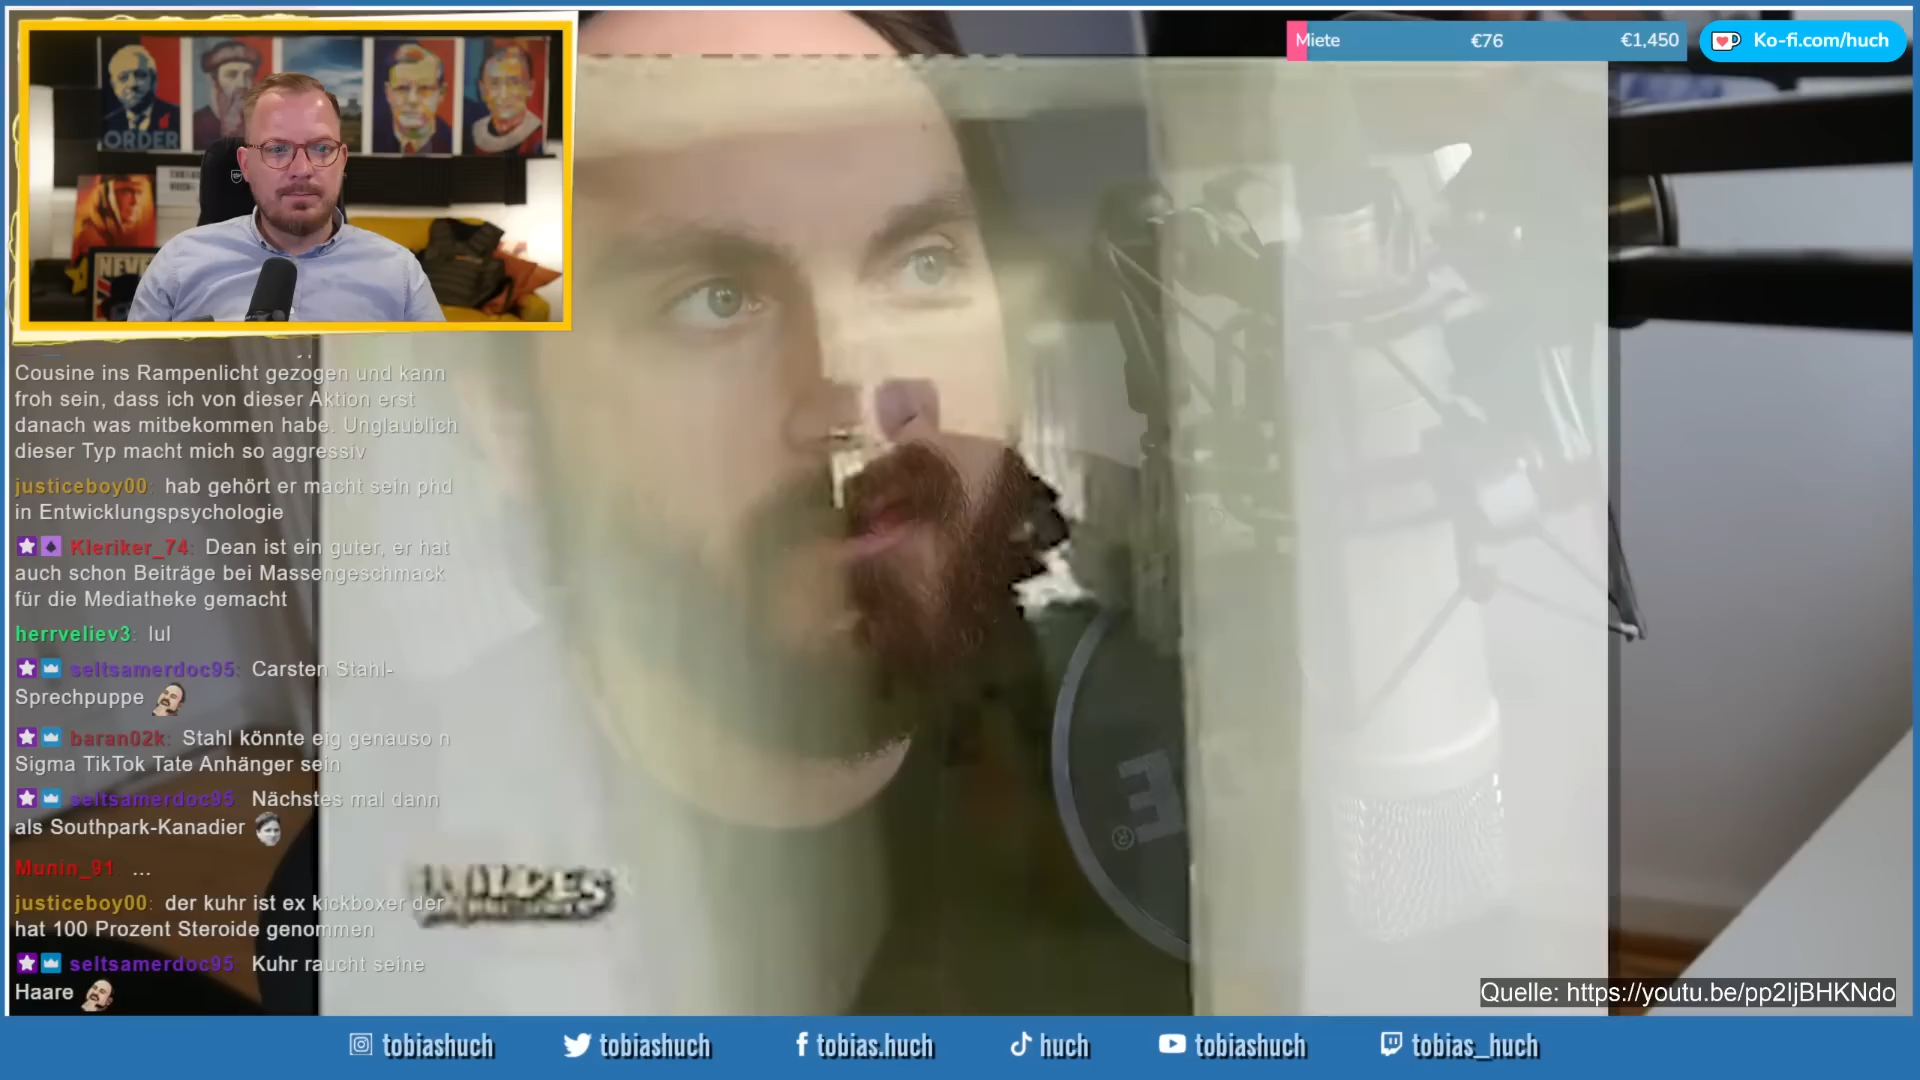 ORDER
NEVE
Miete
€76
€1,450
Ko-fi.com/huch
Cousine ins Rampenlicht gezogen und kann
froh sein, dass ich von dieser Aktion erst
danach was mitbekommen habe. Unglaublich
dieser Typ macht mich so aggressiv
justiceboy00: hab gehört er macht sein phd
in Entwicklungspsychologie
Kleriker_74: Dean ist ein guter, er hat
auch schon Beiträge bei Massengeschmack
für die Mediatheke gemacht
herrveliev3: lul
seltsamerdoc95: Carsten Stahl-
Sprechpuppe
baran02k: Stahl könnte eig genauso n
Sigma TikTok Tate Anhänger sein
seltsamerdoc95: Nächstes mal dann
als Southpark-Kanadier
Munin_91 ...
justiceboy00: der kuhr ist ex kickboxer der
hat 100 Prozent Steroide genommen
seltsamerdoc95: Kuhr raucht seine
Haare
Quelle: https://youtu.be/pp2IjBHKNdo
tobiashuch
tobiashuch
tobias.huch
huch
tobiashuch
tobias_huch